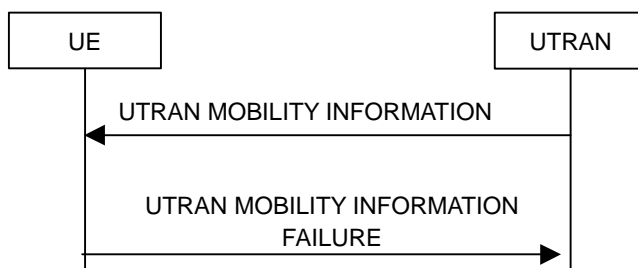 UE
UTRAN
UTRAN MOBILITY INFORMATION
UTRAN MOBILITY INFORMATION
FAILURE